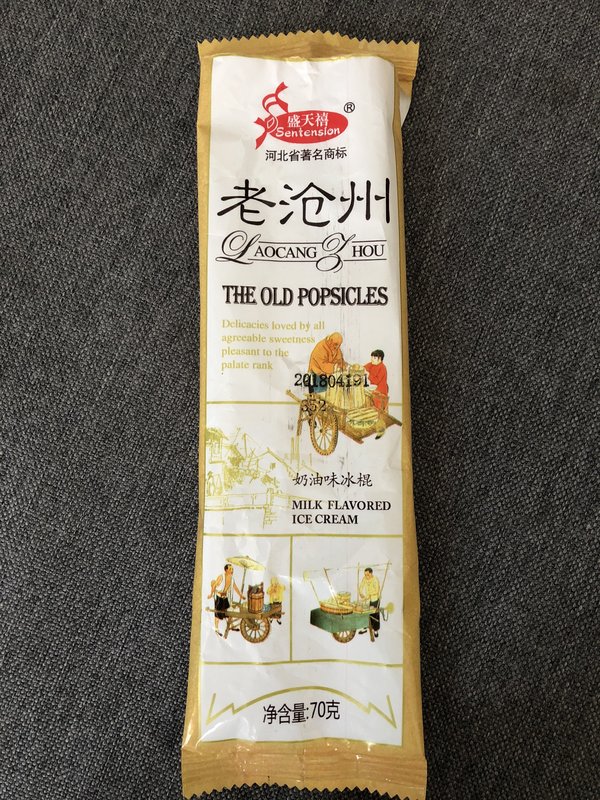 盛天禧
Sentension
®
河北省著名商标
老沧州
LAOCANG ZHOU
THE OLD POPSICLES
Delicacies loved by all
agreeable sweetness
pleasant to the
palate rank
201804191
352
奶油味冰棍
MILK FLAVORED
ICE CREAM
净含量:70克